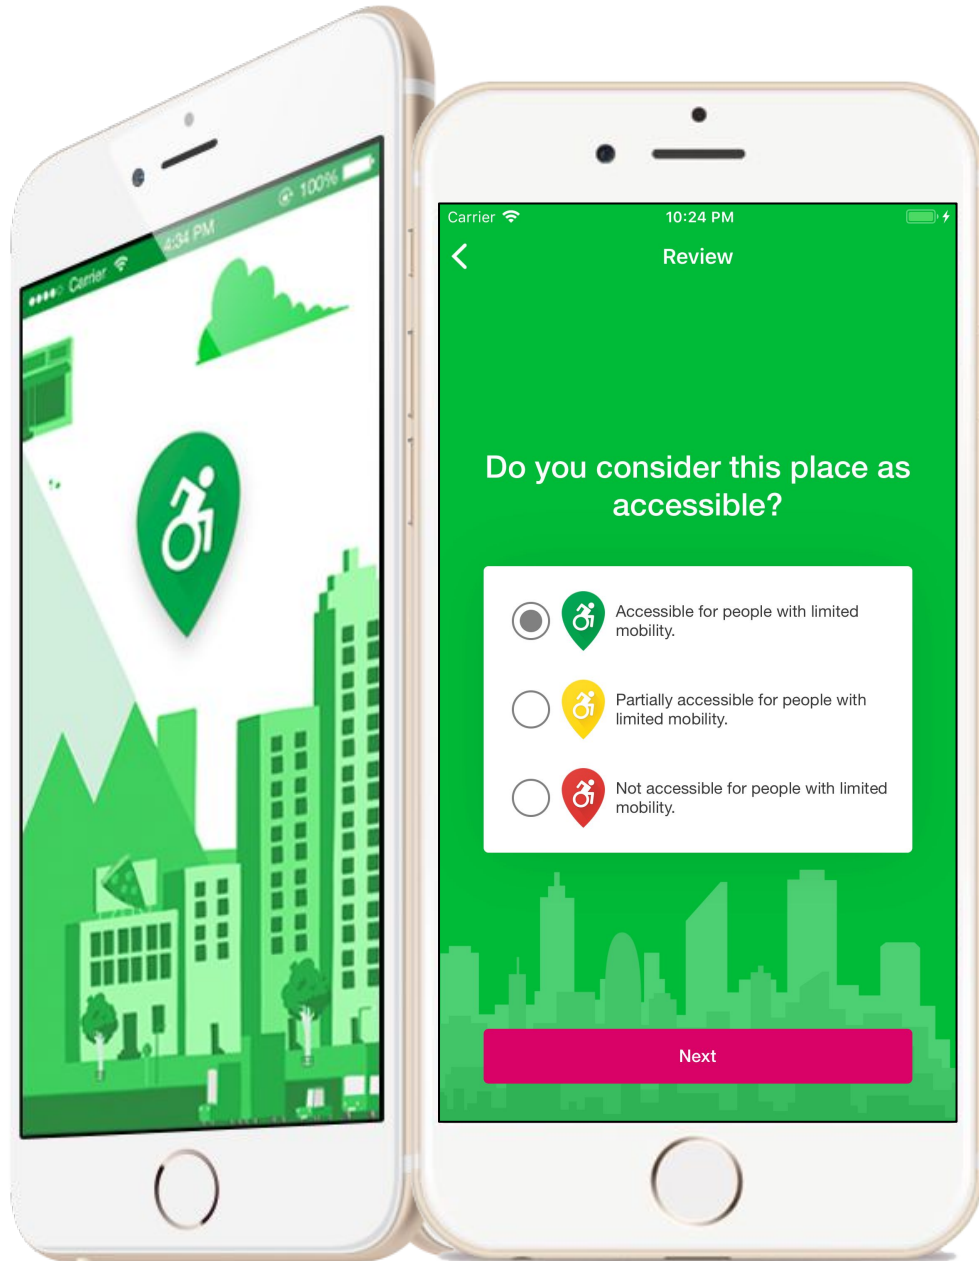 Carrier
4:34 PM
100%
Carrier
10:24 PM
Review
Do you consider this place as
accessible?
Accessible for people with limited
mobility.
Partially accessible for people with
limited mobility.
Not accessible for people with limited
mobility.
Next